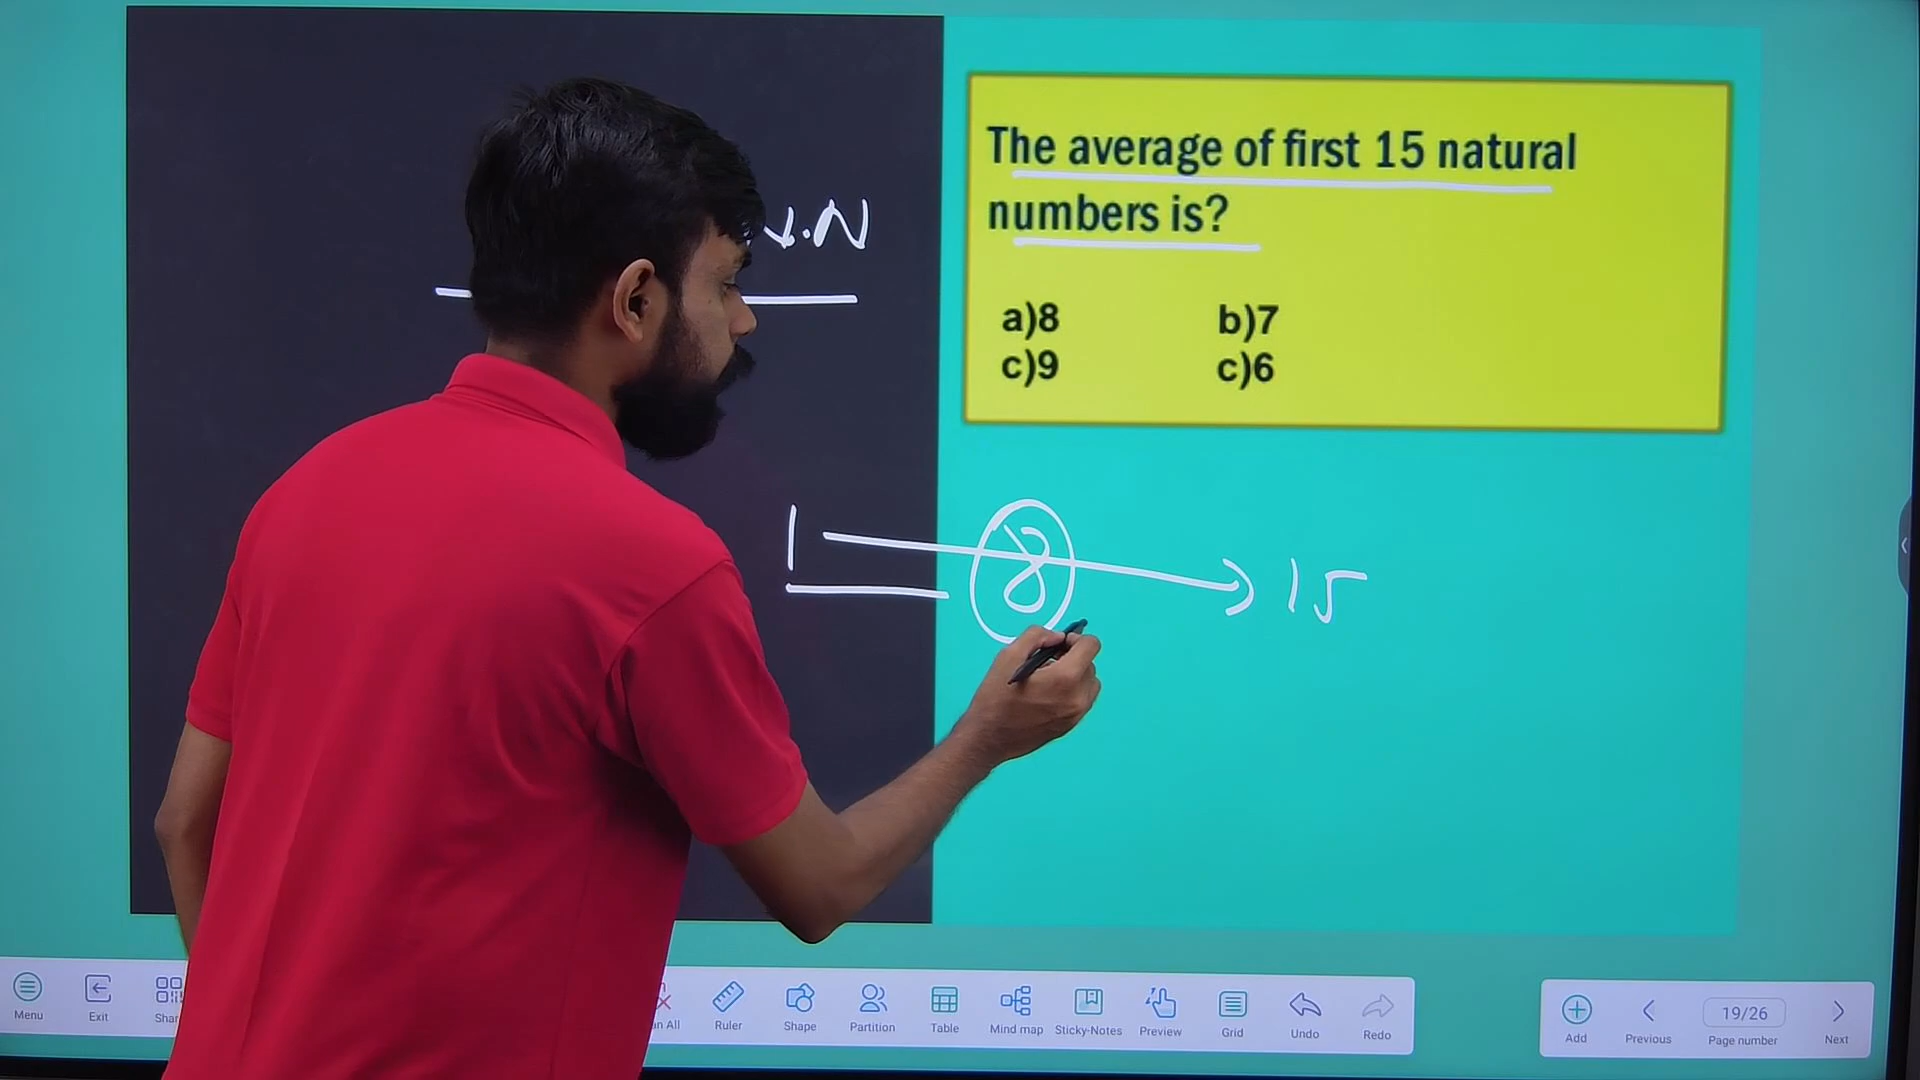 N.N
The average of first 15 natural
numbers is?
a)8 b)7
c)9 c)6
1 8 15
Menu Exit Ruler Shape Partition Table Mind map Sticky-Notes Preview Grid Undo Redo Add Previous 19/26 Page number Next